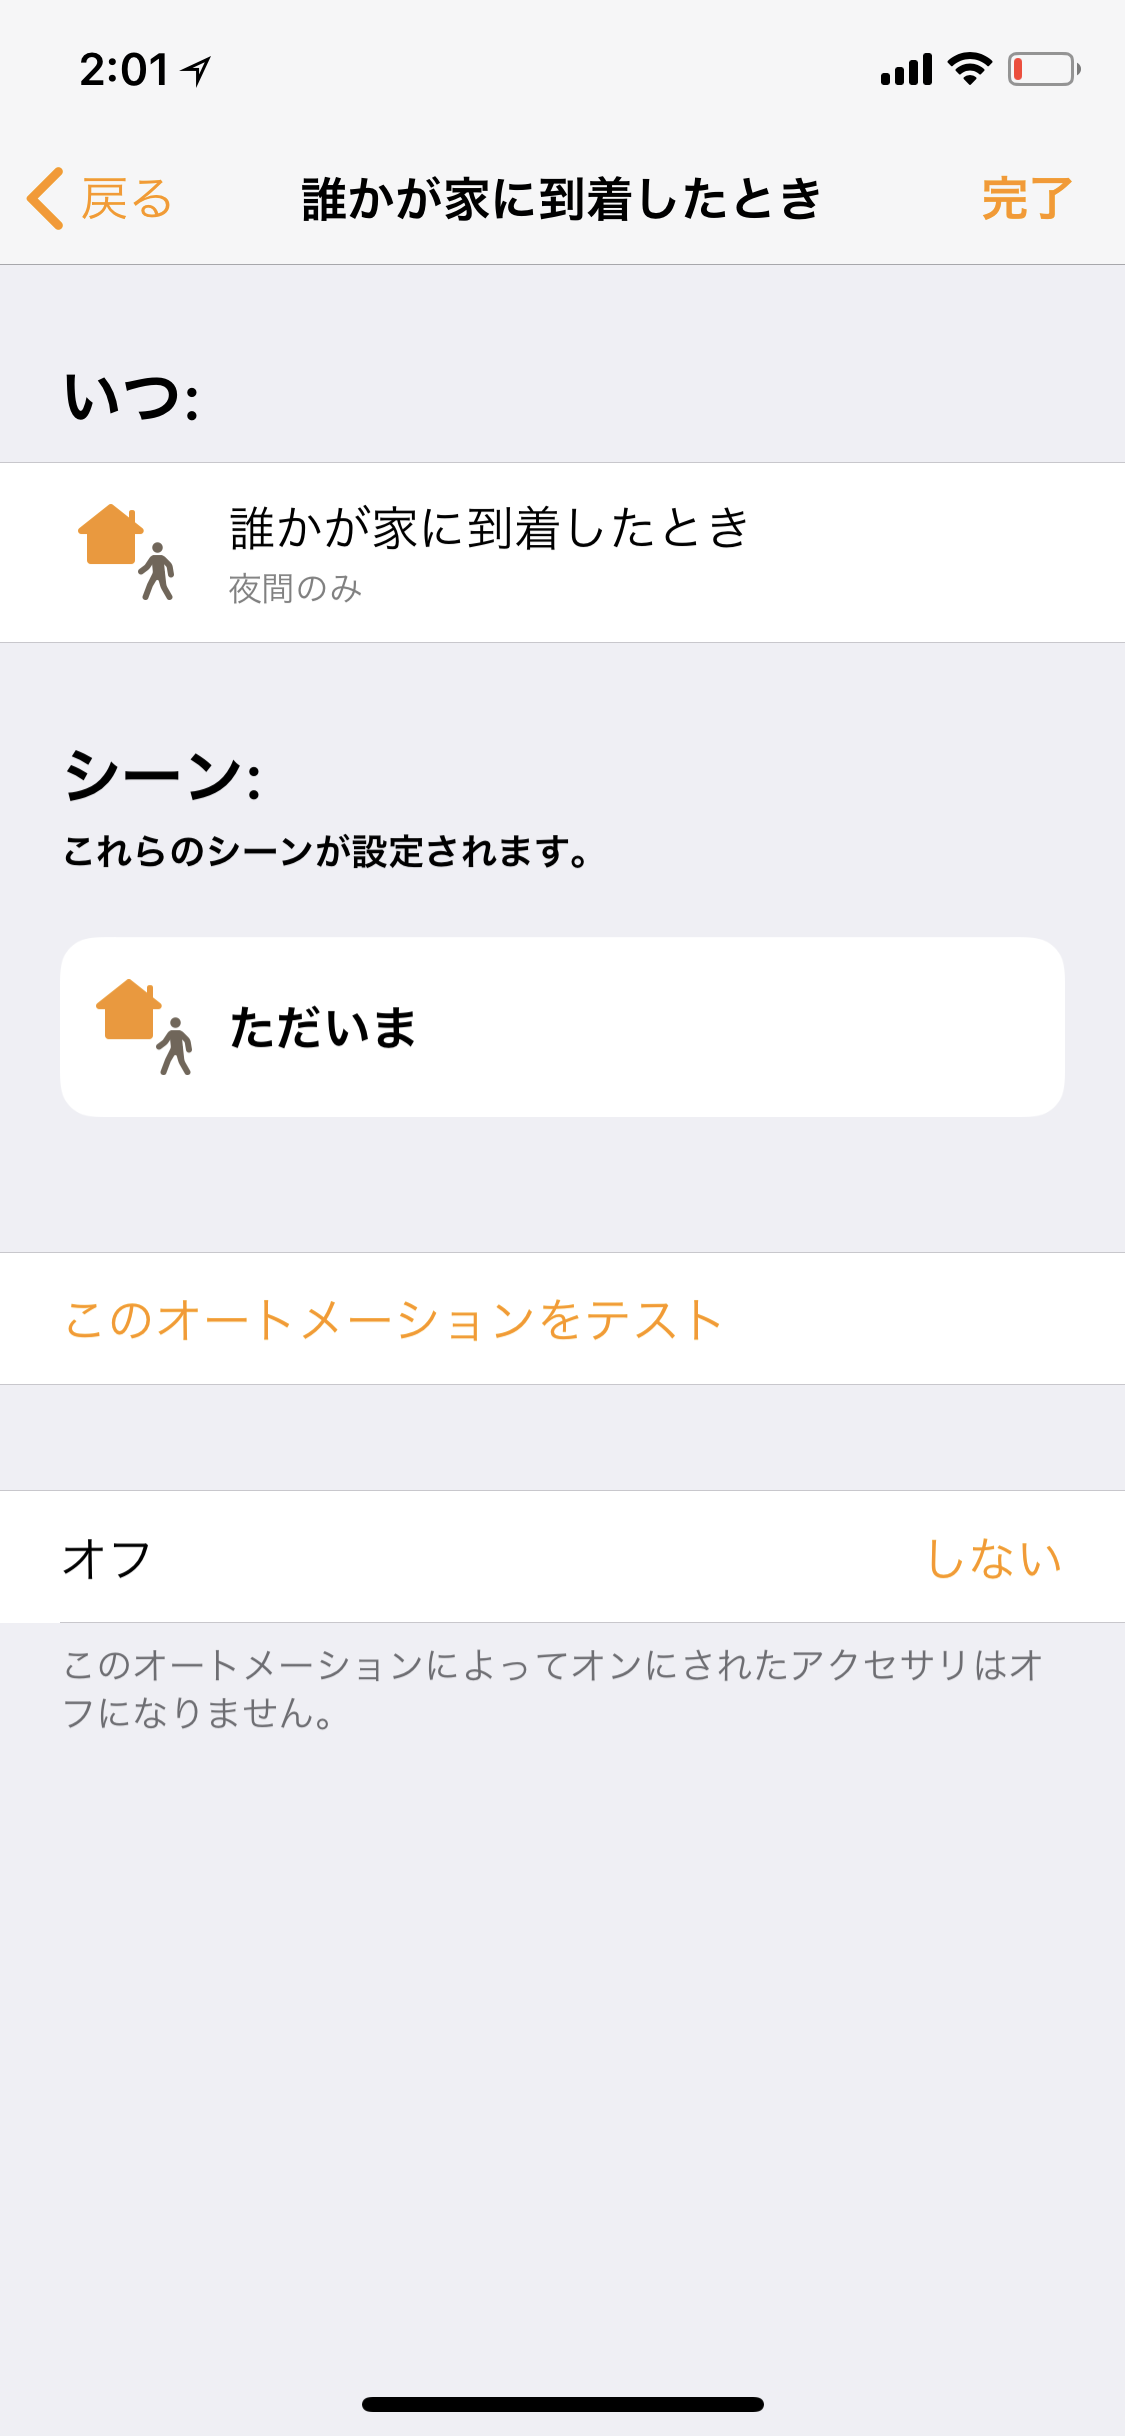 2:01
戻る
誰かが家に到着したとき
完了
いつ:
誰かが家に到着したとき
夜間のみ
シーン:
これらのシーンが設定されます。
ただいま
このオートメーションをテスト
オフ
しない
このオートメーションによってオンにされたアクセサリはオ
フになりません。